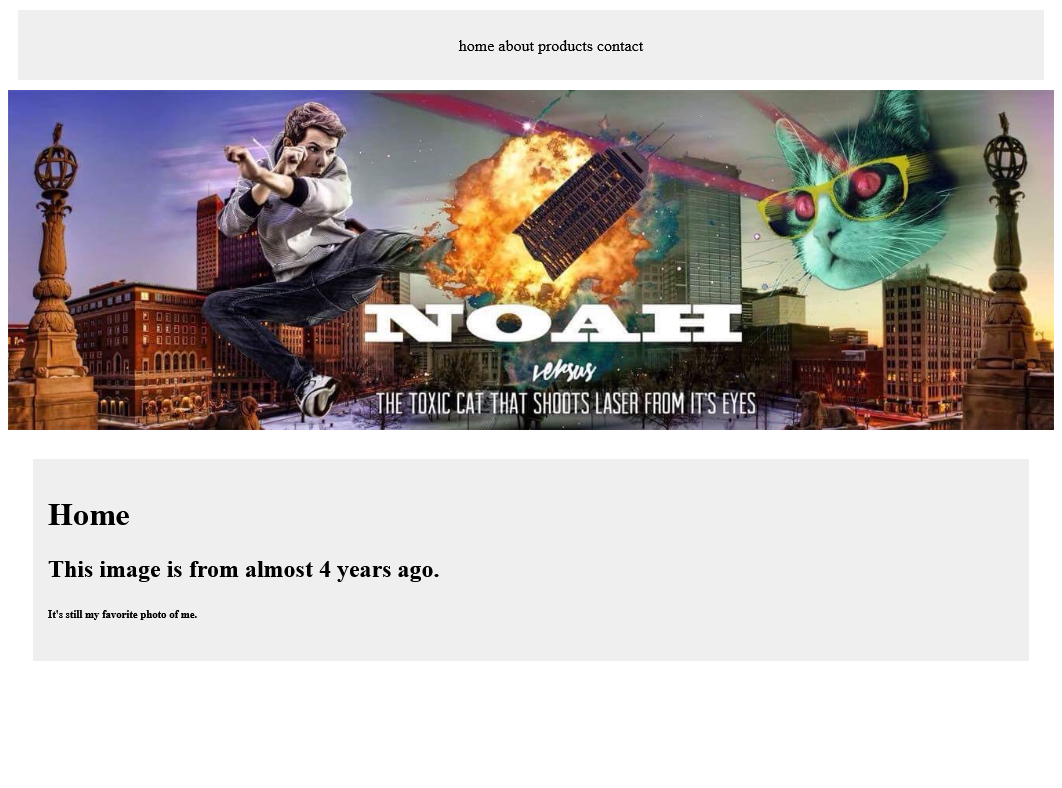 home about products contact
NOAH
versus
THE TOXIC CAT THAT SHOOTS LASER FROM IT'S EYES
Home
This image is from almost 4 years ago.
It's still my favorite photo of me.